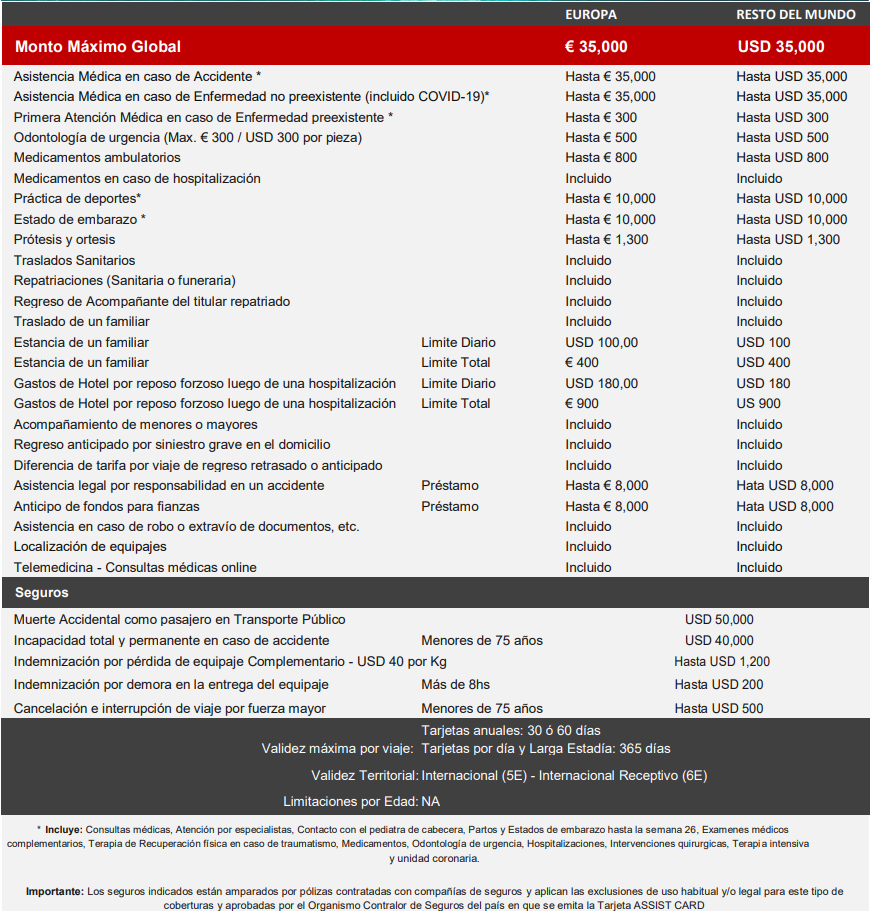 EUROPA RESTO DEL MUNDO
Monto Máximo Global € 35,000 USD 35,000
Asistencia Médica en caso de Accidente * Hasta € 35,000 Hasta USD 35,000
Asistencia Médica en caso de Enfermedad no preexistente (incluido COVID-19)* Hasta € 35,000 Hasta USD 35,000
Primera Atención Médica en caso de Enfermedad preexistente * Hasta € 300 Hasta USD 300
Odontología de urgencia (Max. € 300 / USD 300 por pieza) Hasta € 500 Hasta USD 500
Medicamentos ambulatorios Hasta € 800 Hasta USD 800
Medicamentos en caso de hospitalización Incluido Incluido
Práctica de deportes* Hasta € 10,000 Hasta USD 10,000
Estado de embarazo * Hasta € 10,000 Hasta USD 10,000
Prótesis y ortesis Hasta € 1,300 Hasta USD 1,300
Traslados Sanitarios Incluido Incluido
Repatriaciones (Sanitaria o funeraria) Incluido Incluido
Regreso de Acompañante del titular repatriado Incluido Incluido
Traslado de un familiar Incluido Incluido
Estancia de un familiar Limite Diario USD 100,00 USD 100
Estancia de un familiar Limite Total € 400 USD 400
Gastos de Hotel por reposo forzoso luego de una hospitalización Limite Diario USD 180,00 USD 180
Gastos de Hotel por reposo forzoso luego de una hospitalización Limite Total € 900 US 900
Acompañamiento de menores o mayores Incluido Incluido
Regreso anticipado por siniestro grave en el domicilio Incluido Incluido
Diferencia de tarifa por viaje de regreso retrasado o anticipado Incluido Incluido
Asistencia legal por responsabilidad en un accidente Préstamo Hasta € 8,000 Hata USD 8,000
Anticipo de fondos para fianzas Préstamo Hasta € 8,000 Hasta USD 8,000
Asistencia en caso de robo o extravío de documentos, etc. Incluido Incluido
Localización de equipajes Incluido Incluido
Telemedicina - Consultas médicas online Incluido Incluido
Seguros
Muerte Accidental como pasajero en Transporte Público USD 50,000
Incapacidad total y permanente en caso de accidente Menores de 75 años USD 40,000
Indemnización por pérdida de equipaje Complementario - USD 40 por Kg Hasta USD 1,200
Indemnización por demora en la entrega del equipaje Más de 8hs Hasta USD 200
Cancelación e interrupción de viaje por fuerza mayor Menores de 75 años Hasta USD 500
Tarjetas anuales: 30 ó 60 días
Validez máxima por viaje: Tarjetas por día y Larga Estadía: 365 días
Validez Territorial: Internacional (5E) - Internacional Receptivo (6E)
Limitaciones por Edad: NA
* Incluye: Consultas médicas, Atención por especialistas, Contacto con el pediatra de cabecera, Partos y Estados de embarazo hasta la semana 26, Examenes médicos
complementarios, Terapia de Recuperación física en caso de traumatismo, Medicamentos, Odontología de urgencia, Hospitalizaciones, Intervenciones quirurgicas, Terapia intensiva
y unidad coronaria.
Importante: Los seguros indicados están amparados por pólizas contratadas con compañías de seguros y aplican las exclusiones de uso habitual y/o legal para este tipo de
coberturas y aprobadas por el Organismo Contralor de Seguros del país en que se emita la Tarjeta ASSIST CARD